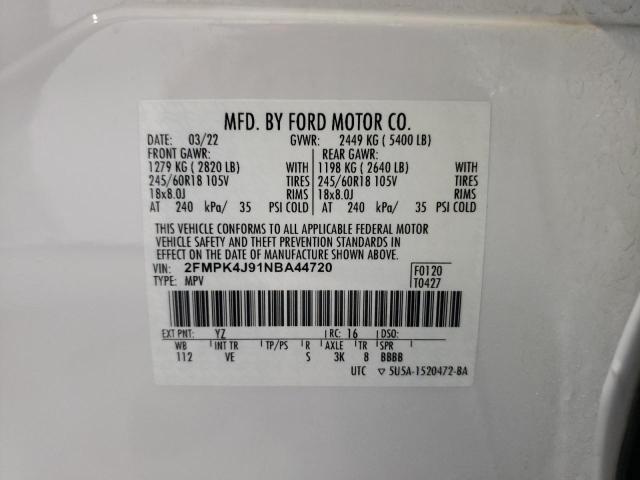 MFD. BY FORD MOTOR CO.
DATE: 03/22 GVWR: 2449 KG ( 5400 LB)
FRONT GAWR: REAR GAWR:
1279 KG ( 2820 LB) WITH 1198 KG ( 2640 LB) WITH
245/60R18 105V TIRES 245/60R18 105V TIRES
18x8.0J RIMS 18x8.0J RIMS
AT 240 kPa/ 35 PSI COLD AT 240 kPa/ 35 PSI COLD
THIS VEHICLE CONFORMS TO ALL APPLICABLE FEDERAL MOTOR
VEHICLE SAFETY AND THEFT PREVENTION STANDARDS IN
EFFECT ON THE DATE OF MANUFACTURE SHOWN ABOVE.
VIN: 2FMPK4J91NBA44720 F0120
TYPE: MPV T0427
EXT PNT: YZ RC: 16 DSO:
WB INT TR TP/PS R AXLE TR SPR
112 VE S 3K 8 BBBB
UTC ▽ 5U5A-1520472-BA